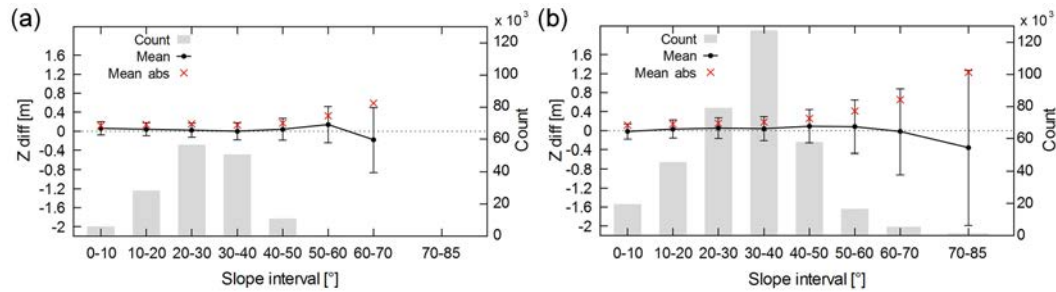 (a)
x 10³
Count
Mean
Mean abs
Z diff [m]
1.6
1.2
0.8
0.4
0
-0.4
-0.8
-1.2
-1.6
-2
120
100
80
60
40
20
0
Count
0-10 10-20 20-30 30-40 40-50 50-60 60-70 70-85
Slope interval [°]
(b)
x 10³
Count
Mean
Mean abs
Z diff [m]
1.6
1.2
0.8
0.4
0
-0.4
-0.8
-1.2
-1.6
-2
120
100
80
60
40
20
0
Count
0-10 10-20 20-30 30-40 40-50 50-60 60-70 70-85
Slope interval [°]